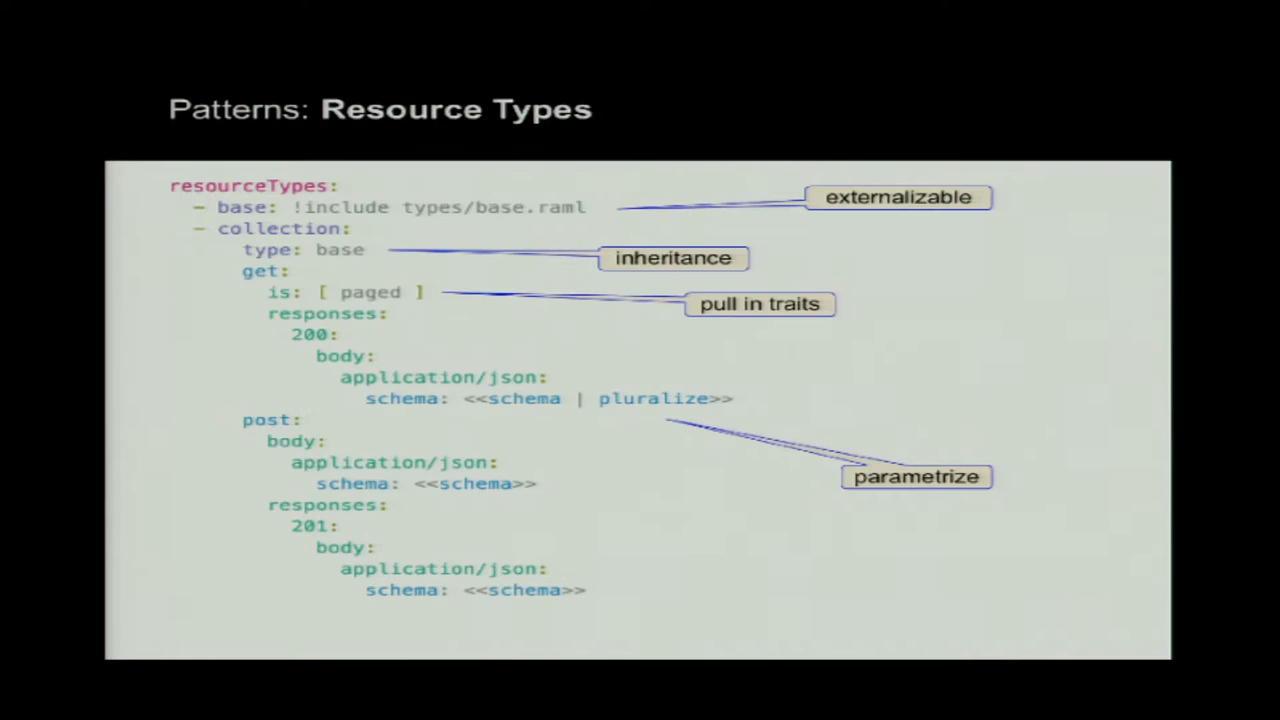 Patterns: Resource Types
resourceTypes:
- base: !include types/base.raml
externalizable
- collection:
type: base
inheritance
get:
is: [ paged ]
pull in traits
responses:
200:
body:
application/json:
schema: <<schema | pluralize>>
post:
body:
application/json:
parametrize
schema: <<schema>>
responses:
201:
body:
application/json:
schema: <<schema>>